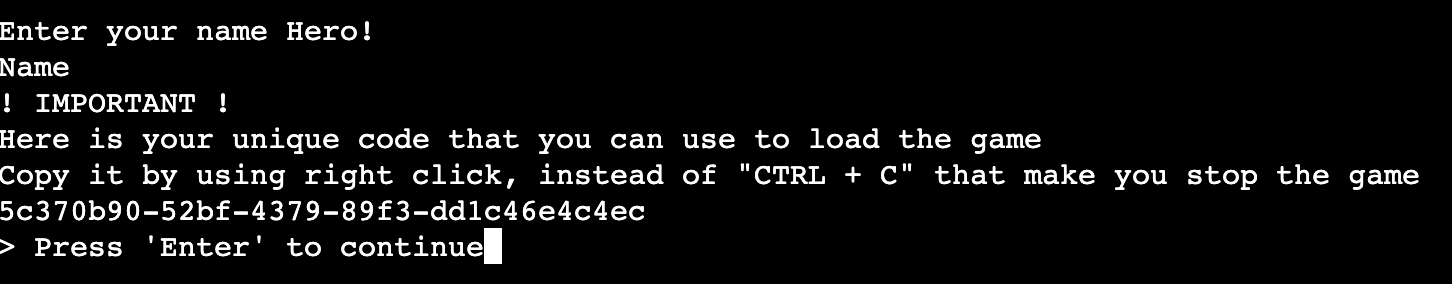 Enter your name Hero!
Name
! IMPORTANT !
Here is your unique code that you can use to load the game
Copy it by using right click, instead of "CTRL + C" that make you stop the game
5c370b90-52bf-4379-89f3-dd1c46e4c4ec
> Press 'Enter' to continue